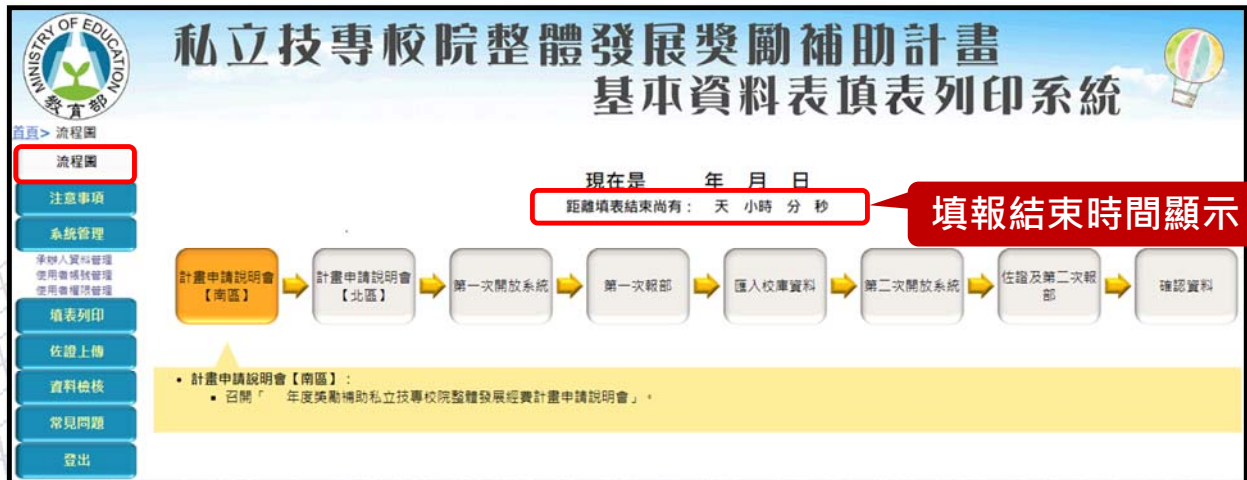 MINISTRY OF EDUCATION
教育部
私立技專校院整體發展獎勵補助計畫
基本資料表填表列印系統
首頁> 流程圖
流程圖
注意事項
系統管理
承辦人資料管理
使用者帳號管理
使用者權限管理
填表列印
佐證上傳
資料檢核
常見問題
登出
現在是 年 月 日
距離填表結束尚有： 天 小時 分 秒
填報結束時間顯示
計畫申請說明會
【南區】
計畫申請說明會
【北區】
第一次開放系統
第一次報部
匯入校庫資料
第二次開放系統
佐證及第二次報
部
確認資料
• 計畫申請說明會【南區】：
▪ 召開「 年度獎勵補助私立技專校院整體發展經費計畫申請說明會」。